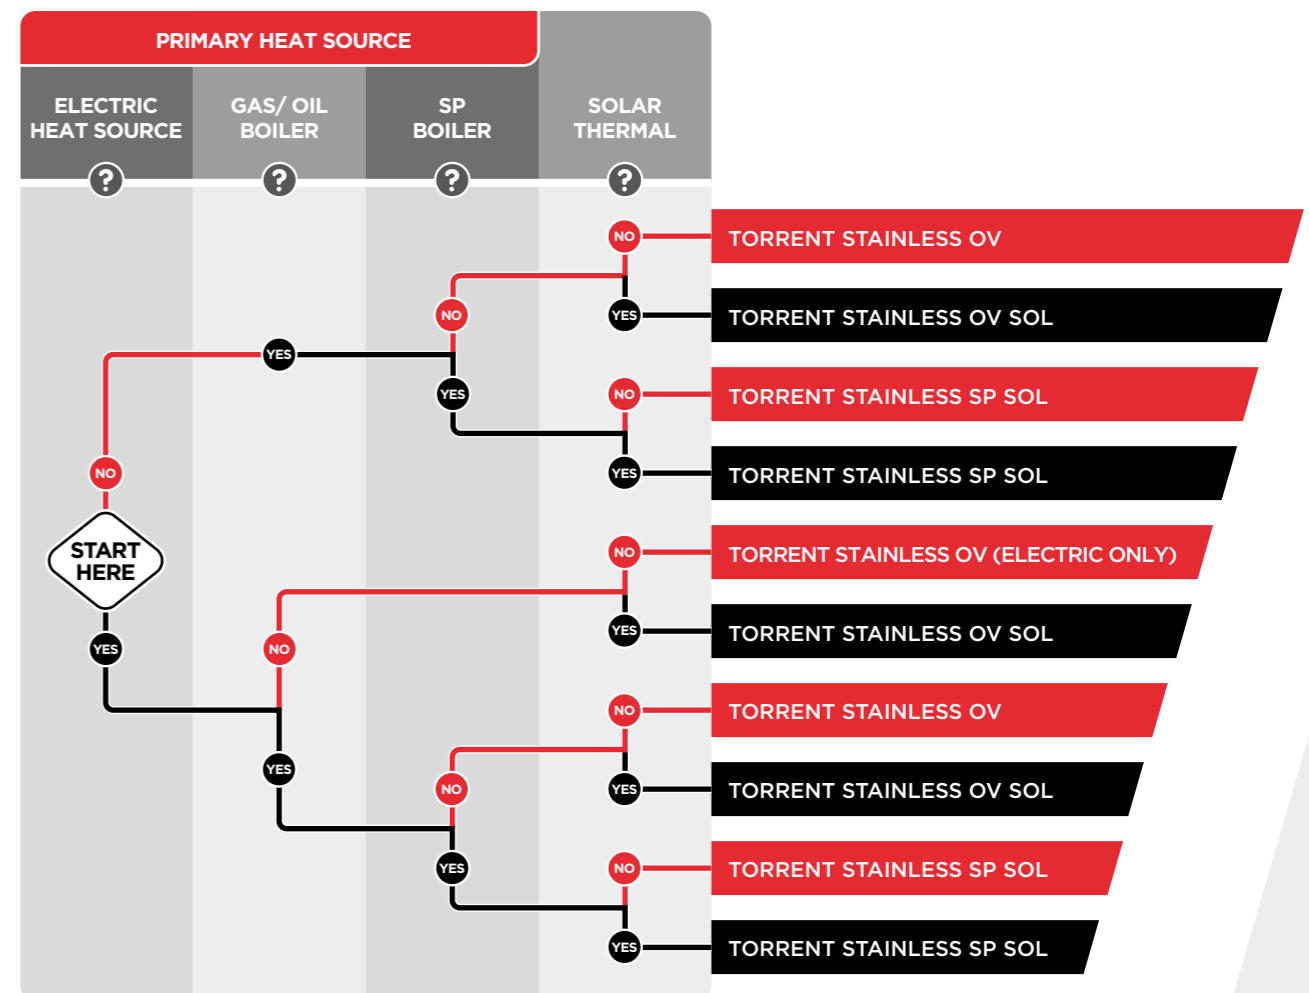 PRIMARY HEAT SOURCE
ELECTRIC
HEAT SOURCE
GAS/ OIL
BOILER
SP
BOILER
SOLAR
THERMAL
?
?
?
?
NO
TORRENT STAINLESS OV
NO
YES
TORRENT STAINLESS OV SOL
YES
YES
NO
TORRENT STAINLESS SP SOL
NO
YES
TORRENT STAINLESS SP SOL
START
HERE
NO
TORRENT STAINLESS OV (ELECTRIC ONLY)
YES
NO
YES
TORRENT STAINLESS OV SOL
NO
TORRENT STAINLESS OV
YES
NO
YES
TORRENT STAINLESS OV SOL
YES
NO
TORRENT STAINLESS SP SOL
YES
TORRENT STAINLESS SP SOL